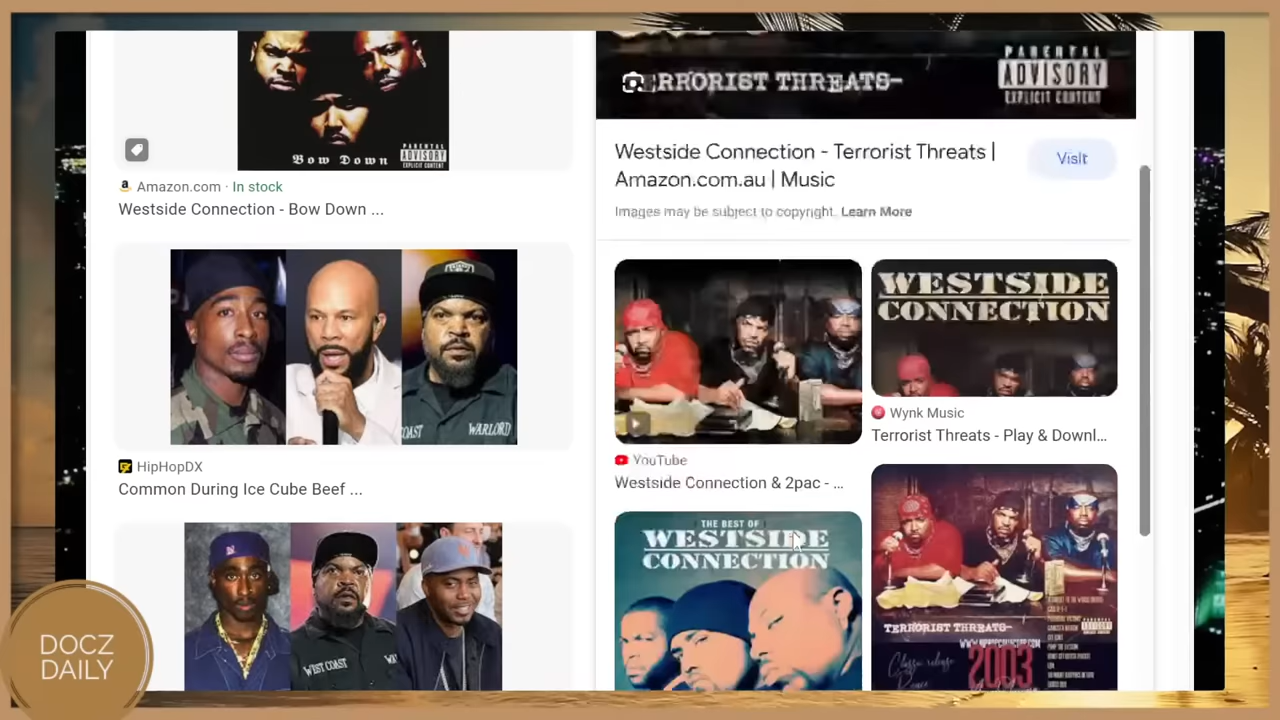 Bow Down
PARENTAL
ADVISORY
EXPLICIT CONTENT
Amazon.com · In stock
Westside Connection - Bow Down ...
COAST
WARLORD
HipHopDX
Common During Ice Cube Beef ...
WEST COAST
RRORIST THREATS-
PARENTAL
ADVISORY
EXPLICIT CONTENT
Westside Connection - Terrorist Threats |
Amazon.com.au | Music
Visit
Images may be subject to copyright. Learn More
YouTube
Westside Connection & 2pac - ...
WESTSIDE
CONNECTION
Wynk Music
Terrorist Threats - Play & Downl...
THE BEST OF
WESTSIDE
CONNECTION
TERRORIST THREATS-
2003
DOCZ
DAILY